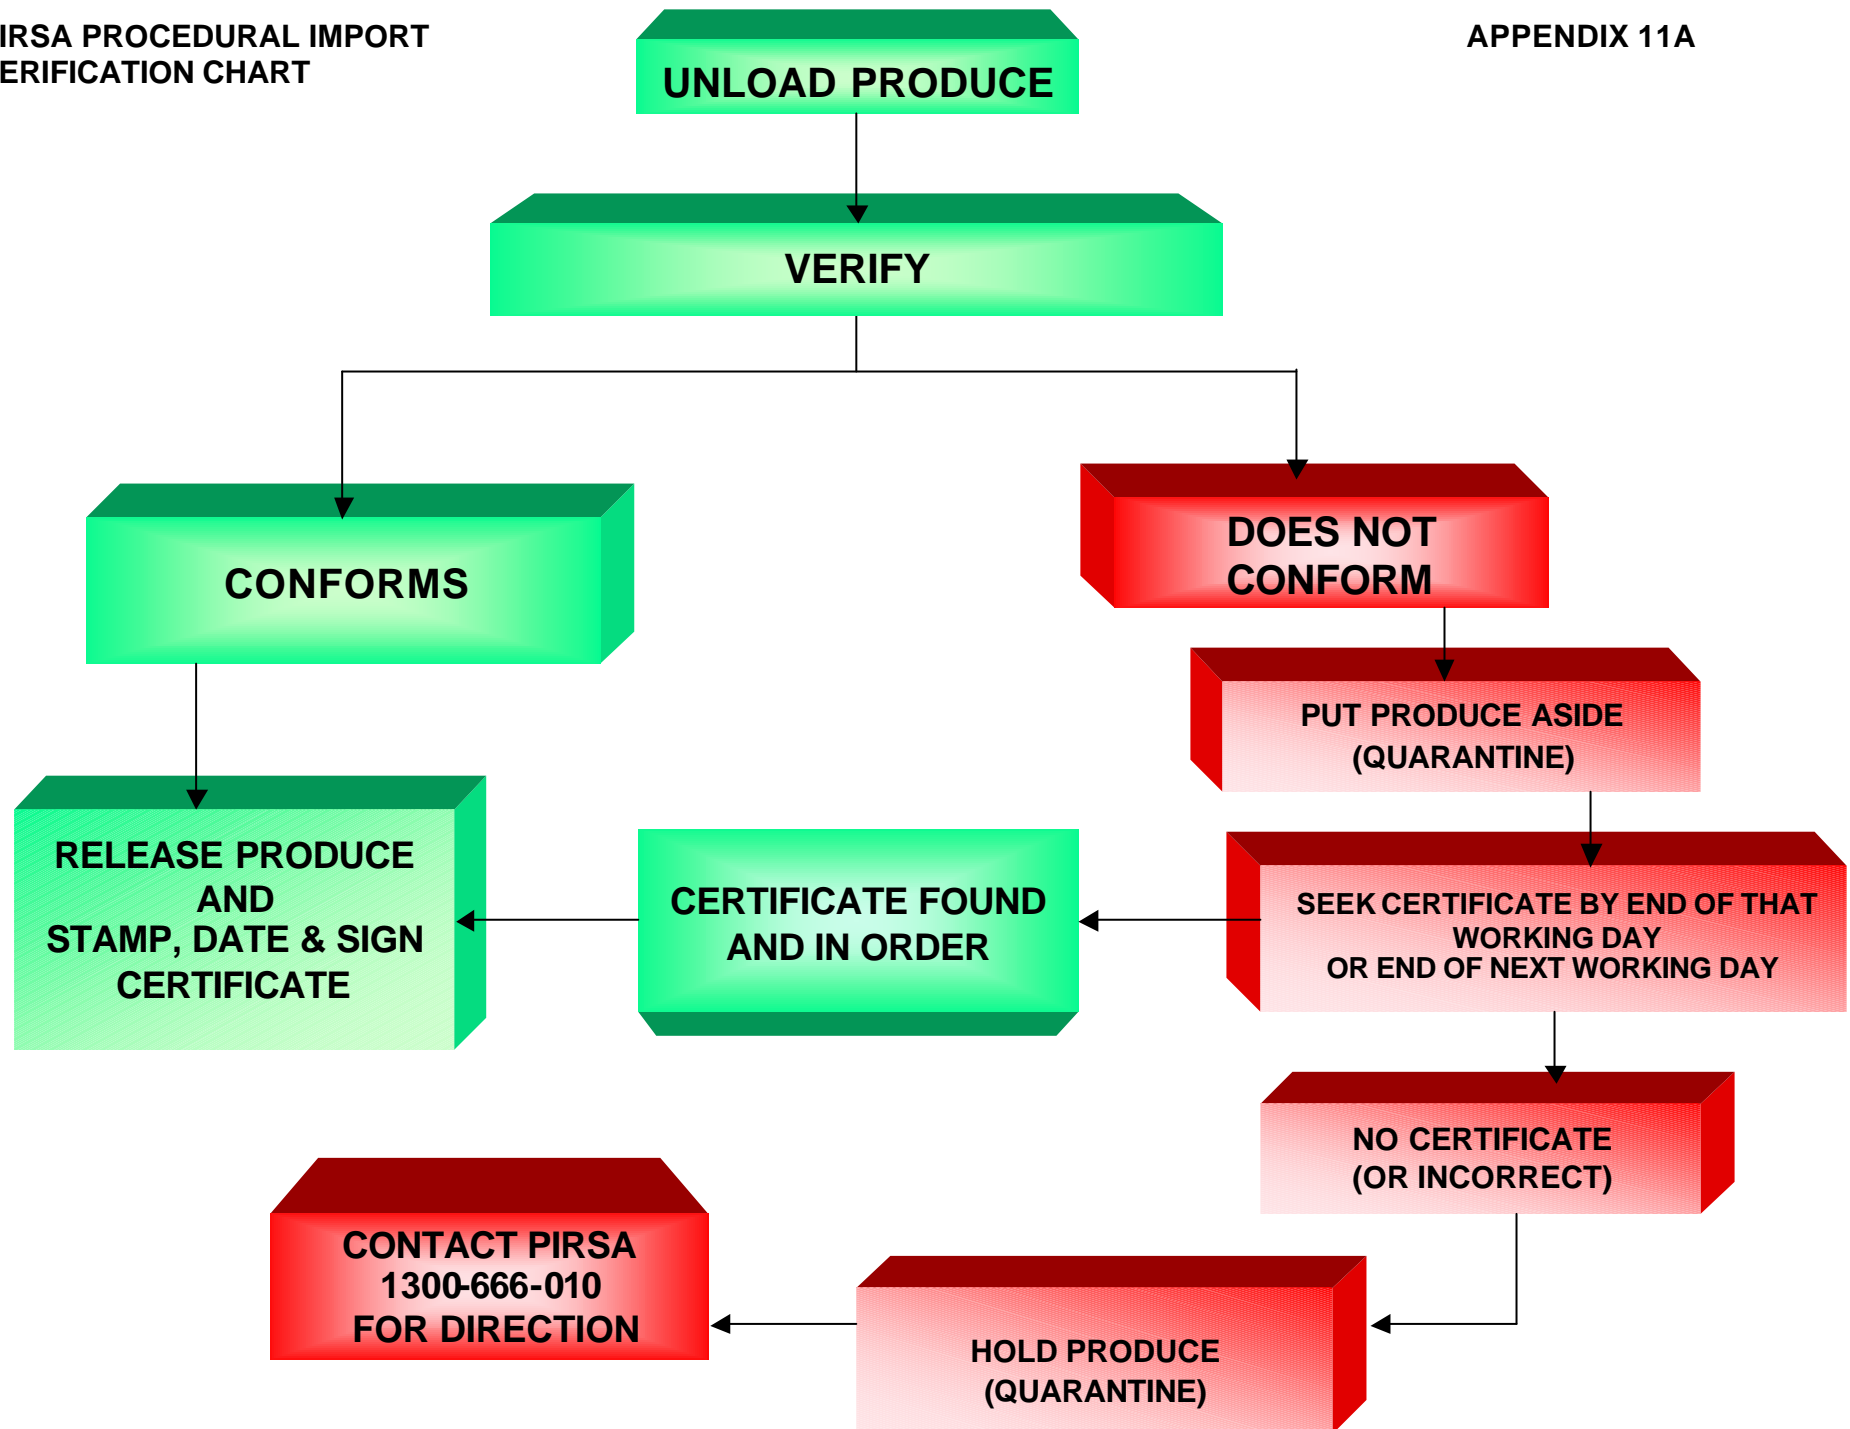 IRSA PROCEDURAL IMPORT
ERIFICATION CHART
APPENDIX 11A
UNLOAD PRODUCE
VERIFY
CONFORMS
DOES NOT
CONFORM
PUT PRODUCE ASIDE
(QUARANTINE)
RELEASE PRODUCE
AND
STAMP, DATE & SIGN
CERTIFICATE
CERTIFICATE FOUND
AND IN ORDER
SEEK CERTIFICATE BY END OF THAT
WORKING DAY
OR END OF NEXT WORKING DAY
NO CERTIFICATE
(OR INCORRECT)
CONTACT PIRSA
1300-666-010
FOR DIRECTION
HOLD PRODUCE
(QUARANTINE)